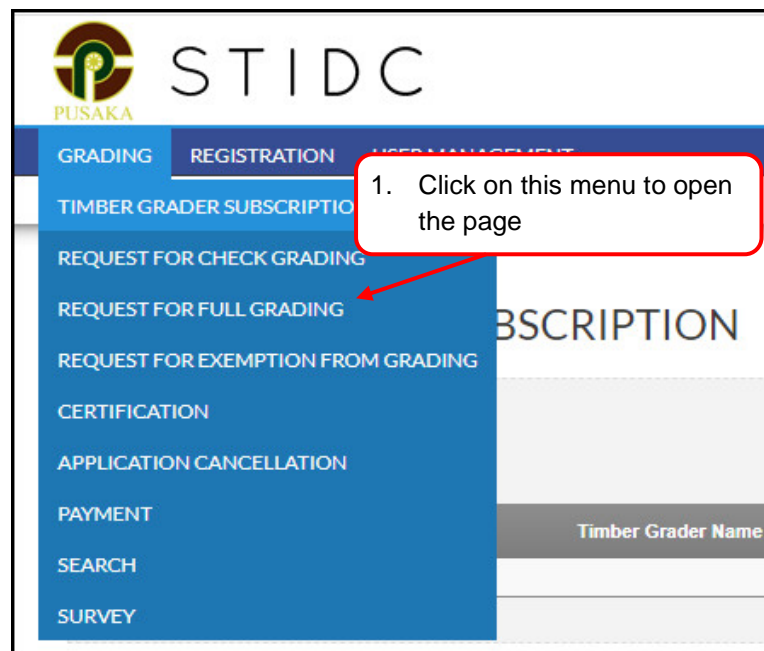 STIDC
PUSAKA
GRADING REGISTRATION USER MANAGEMENT
1. Click on this menu to open
the page
TIMBER GRADER SUBSCRIPTIO
REQUEST FOR CHECK GRADING
REQUEST FOR FULL GRADING
BSCRIPTION
REQUEST FOR EXEMPTION FROM GRADING
CERTIFICATION
APPLICATION CANCELLATION
PAYMENT
Timber Grader Name
SEARCH
SURVEY